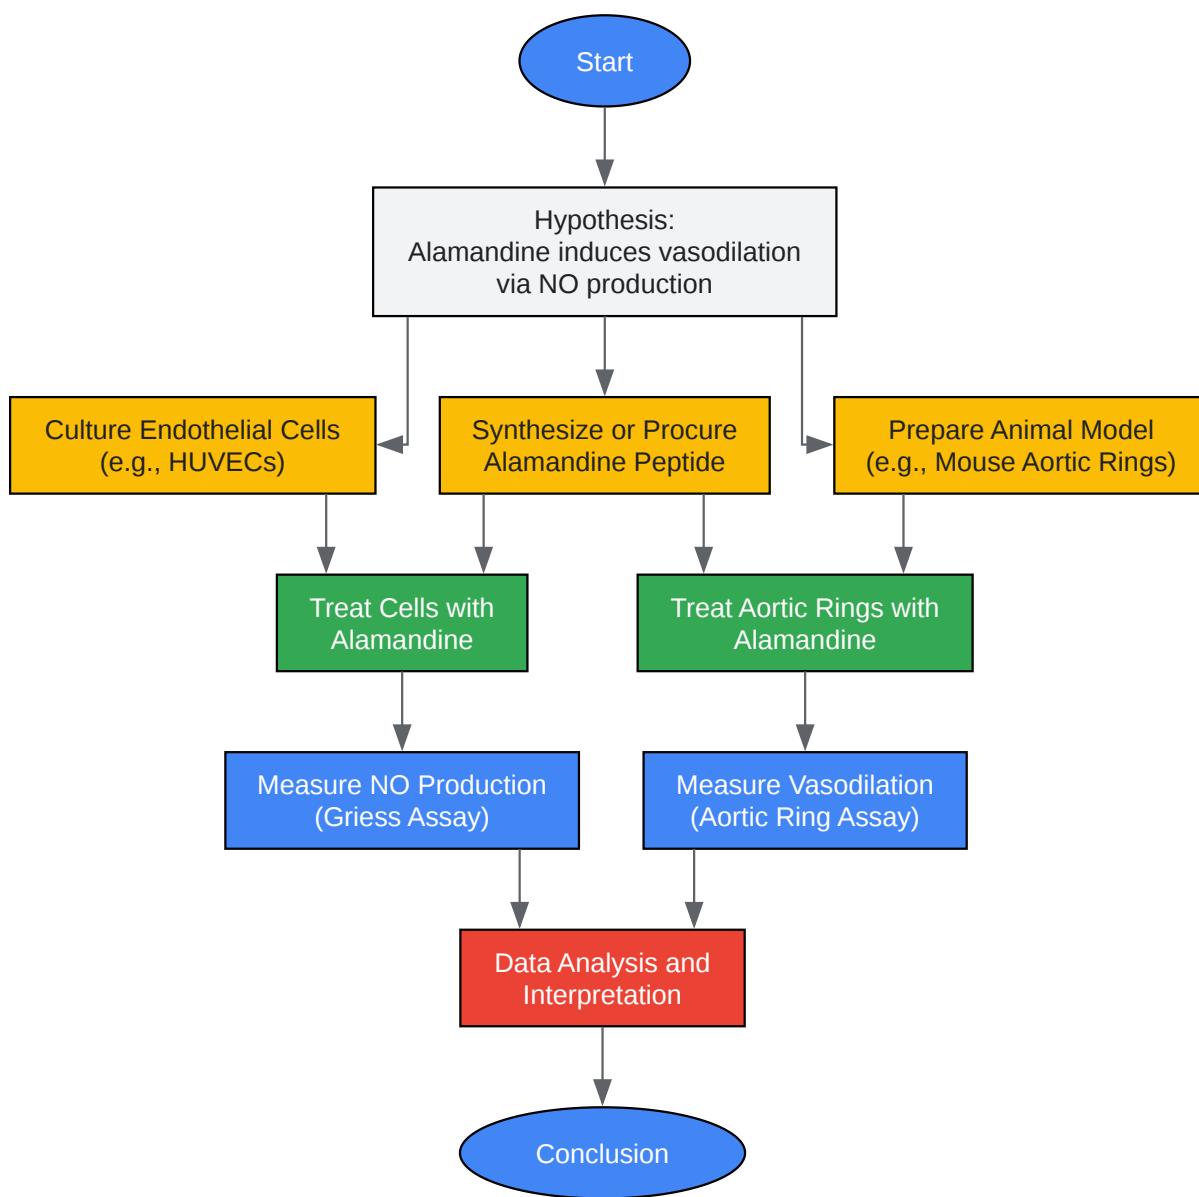 Start
Hypothesis:
Alamandine induces vasodilation
via NO production
Culture Endothelial Cells
(e.g., HUVECs)
Synthesize or Procure
Alamandine Peptide
Prepare Animal Model
(e.g., Mouse Aortic Rings)
Treat Cells with
Alamandine
Treat Aortic Rings with
Alamandine
Measure NO Production
(Griess Assay)
Measure Vasodilation
(Aortic Ring Assay)
Data Analysis and
Interpretation
Conclusion